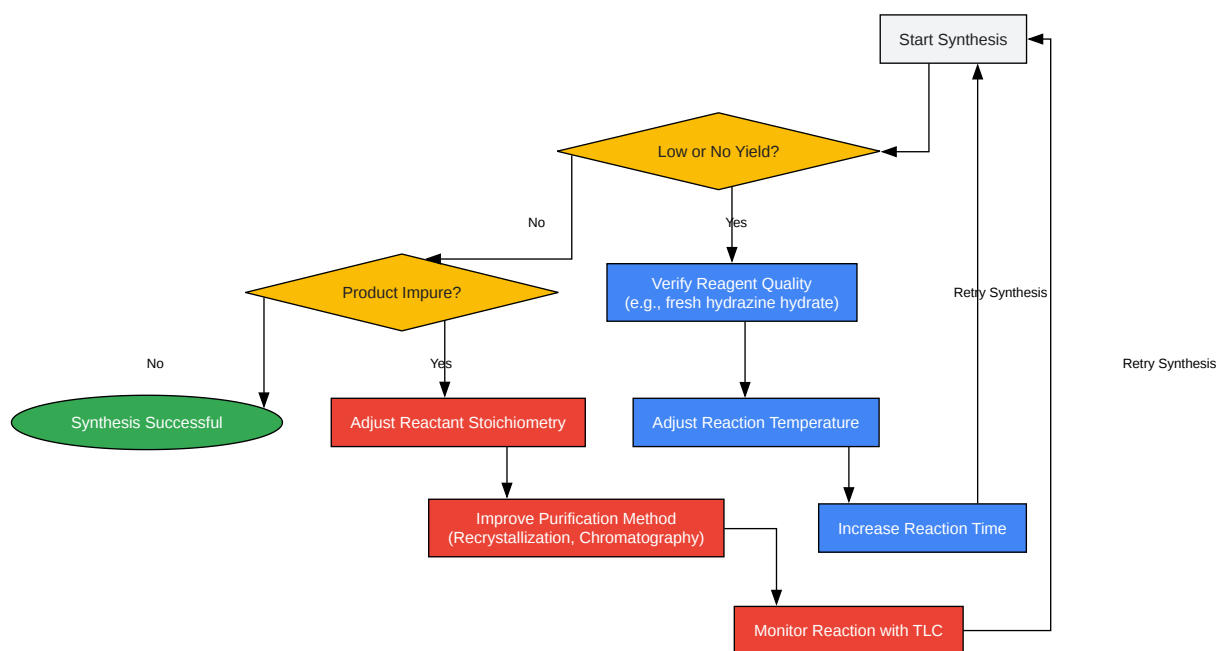 Start Synthesis
Low or No Yield?
No
Yes
Verify Reagent Quality
(e.g., fresh hydrazine hydrate)
Retry Synthesis
Product Impure?
No
Yes
Retry Synthesis
Synthesis Successful
Adjust Reactant Stoichiometry
Adjust Reaction Temperature
Improve Purification Method
(Recrystallization, Chromatography)
Increase Reaction Time
Monitor Reaction with TLC